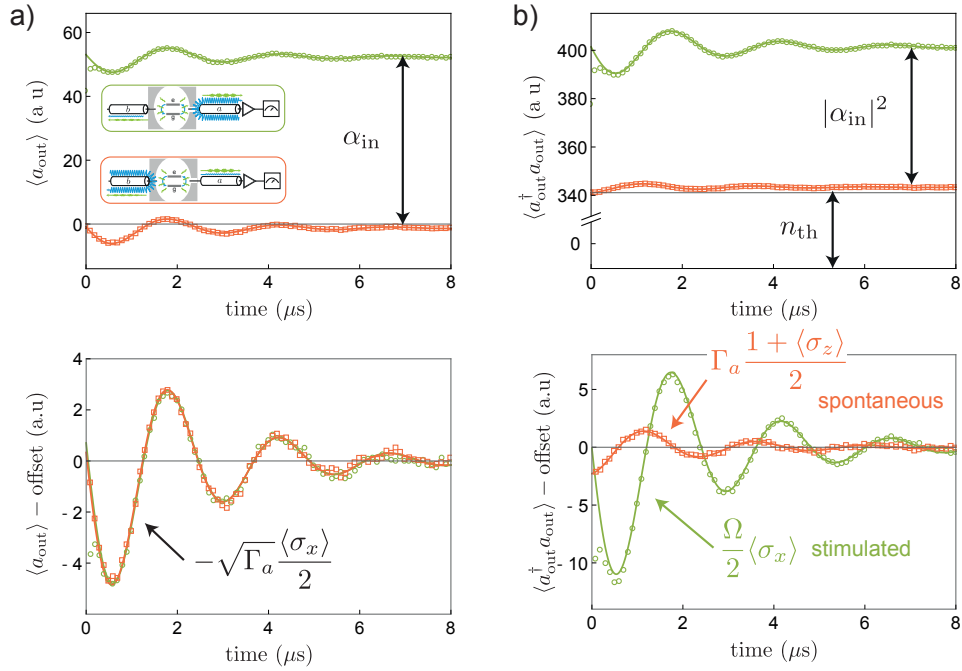 a)
⟨a_out⟩ (a u)
60
40
20
0
b
e
g
a
b
e
g
a
α_in
0
2
4
6
8
time (μs)
b)
⟨a†_out a_out⟩ (a u)
400
380
360
340
0
|α_in|²
n_th
0
2
4
6
8
time (μs)
⟨a_out⟩ − offset (a.u)
4
2
0
- 2
- 4
−√Γ_a ⟨σ_x⟩/2
0
2
4
6
8
time (μs)
⟨a†_out a_out⟩ − offset (a.u)
5
0
- 5
- 10
Γ_a (1 + ⟨σ_z⟩)/2
spontaneous
Ω/2 ⟨σ_x⟩ stimulated
0
2
4
6
8
time (μs)